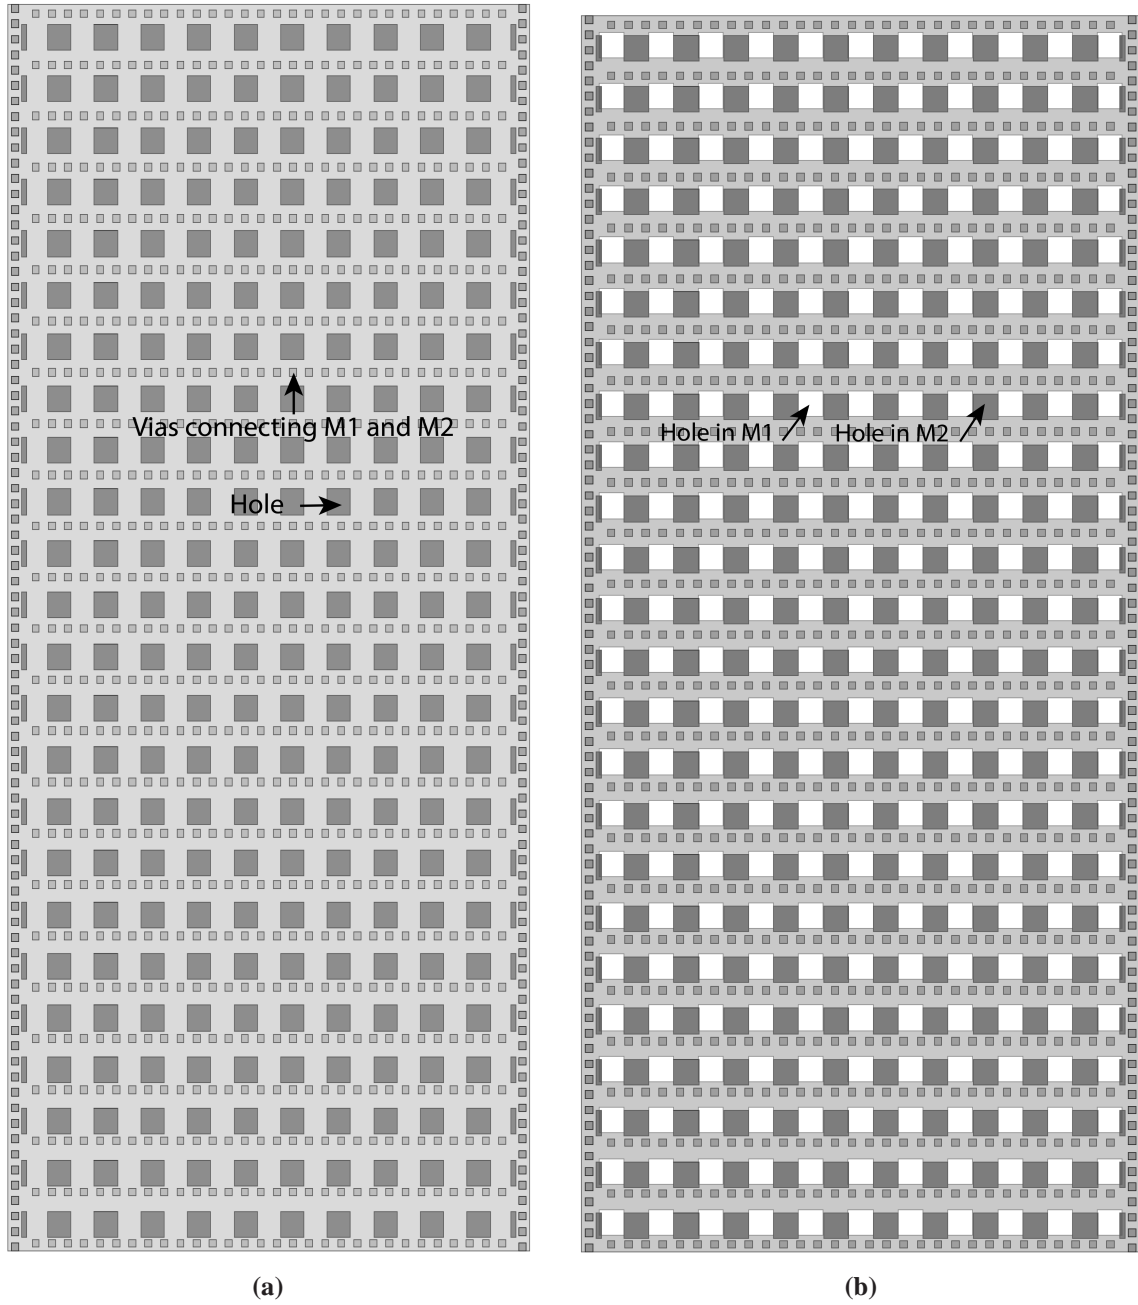 Vias connecting M1 and M2
Hole
Hole in M1
Hole in M2
(a)
(b)